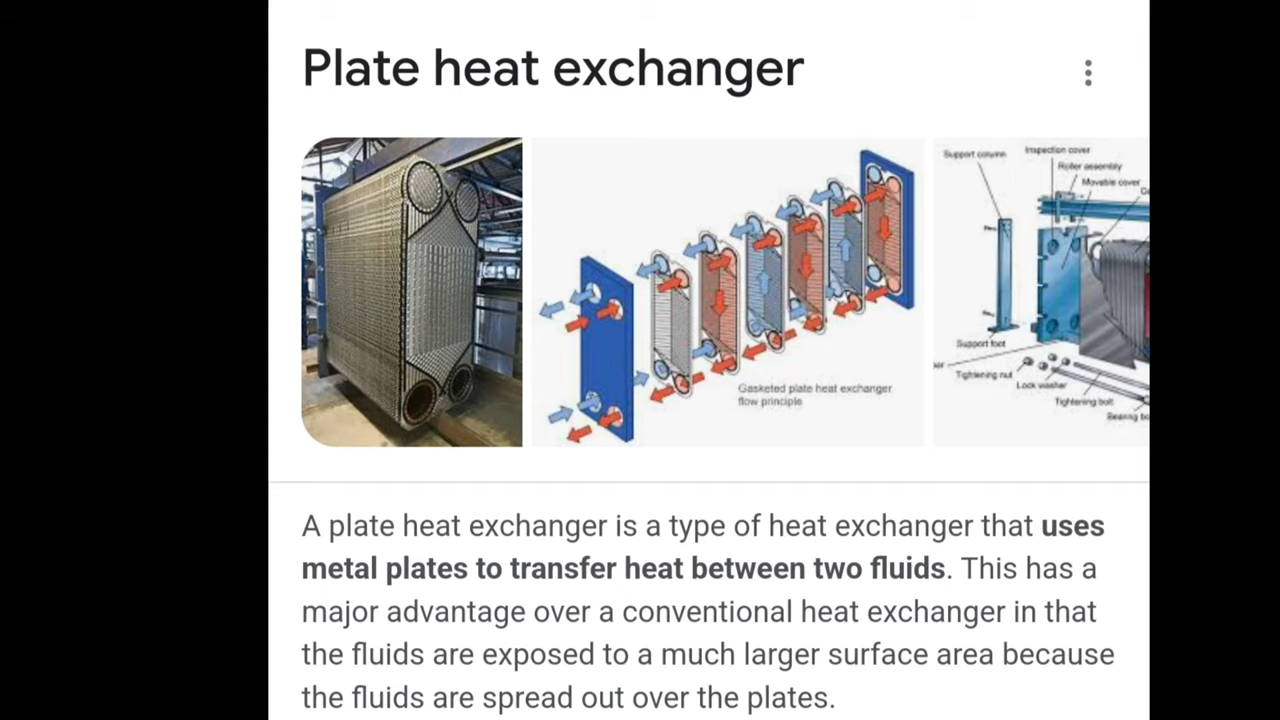 Plate heat exchanger
Gasketed plate heat exchanger
flow principle
Support column
Inspection cover
Roller assembly
Movable cover
Support foot
Tightening nut
Lock washer
Tightening bolt
Bearing
A plate heat exchanger is a type of heat exchanger that uses
metal plates to transfer heat between two fluids. This has a
major advantage over a conventional heat exchanger in that
the fluids are exposed to a much larger surface area because
the fluids are spread out over the plates.